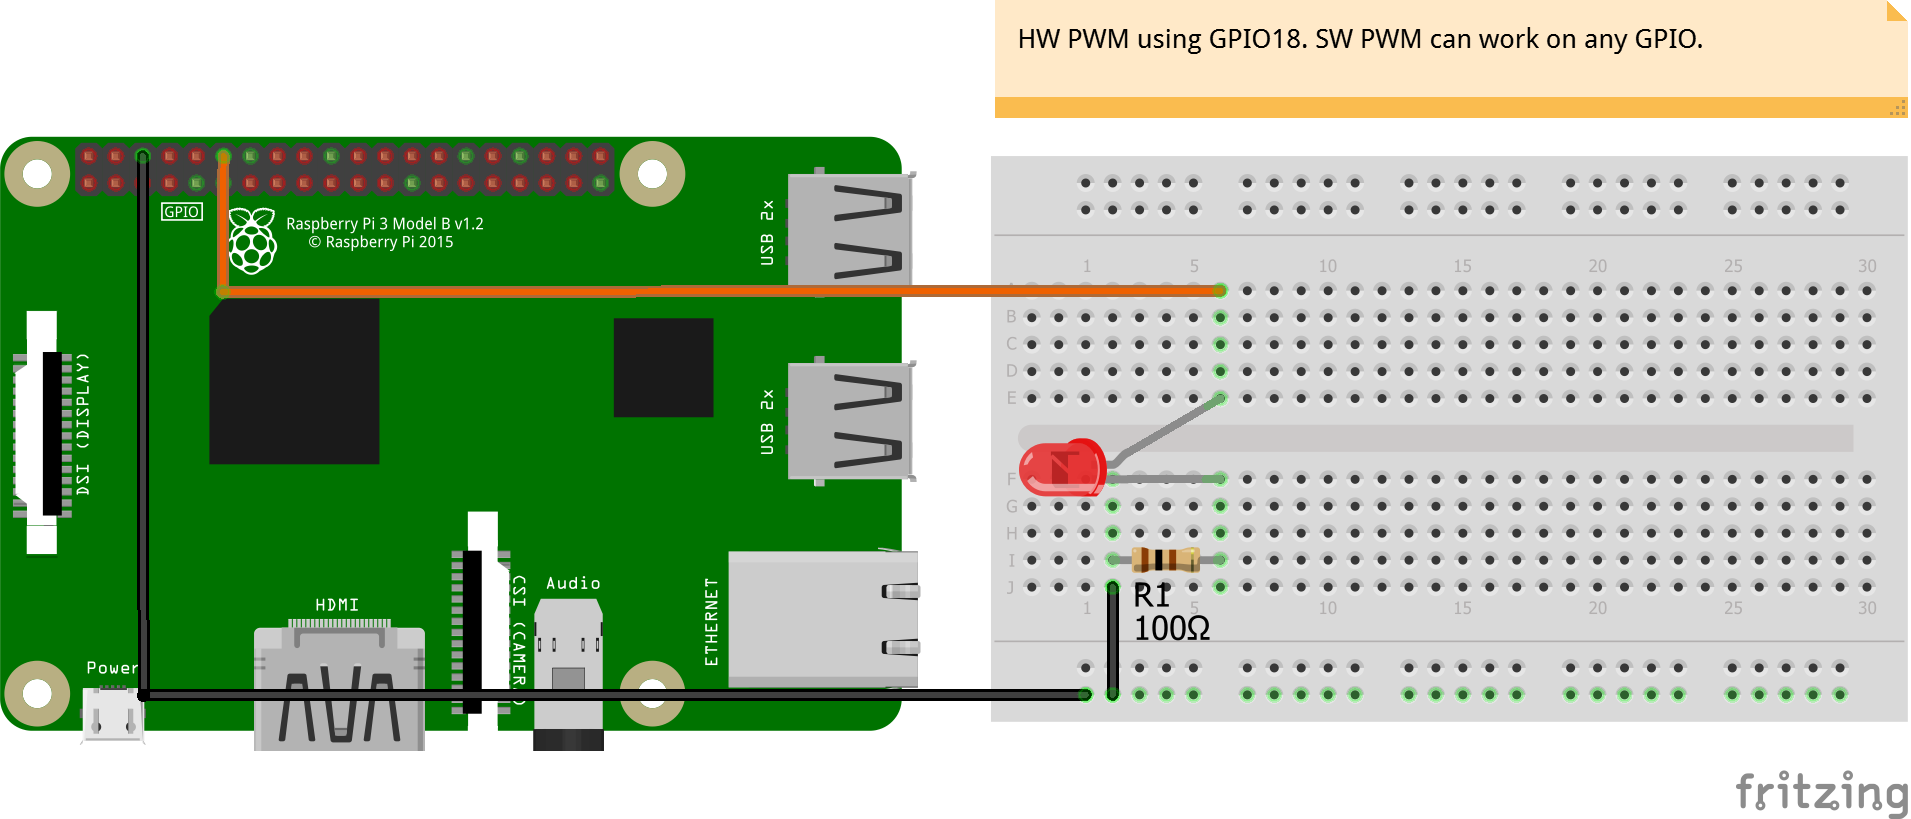 HW PWM using GPIO18. SW PWM can work on any GPIO.
GPIO
Raspberry Pi 3 Model B v1.2
© Raspberry Pi 2015
USB 2x
USB 2x
DSI (DISPLAY)
HDMI
CSI (CAMERA)
Audio
ETHERNET
Power
1 5 10 15 20 25 30
B
C
D
E
F
G
H
I
J
R1
100Ω
1 5 10 15 20 25 30
fritzing